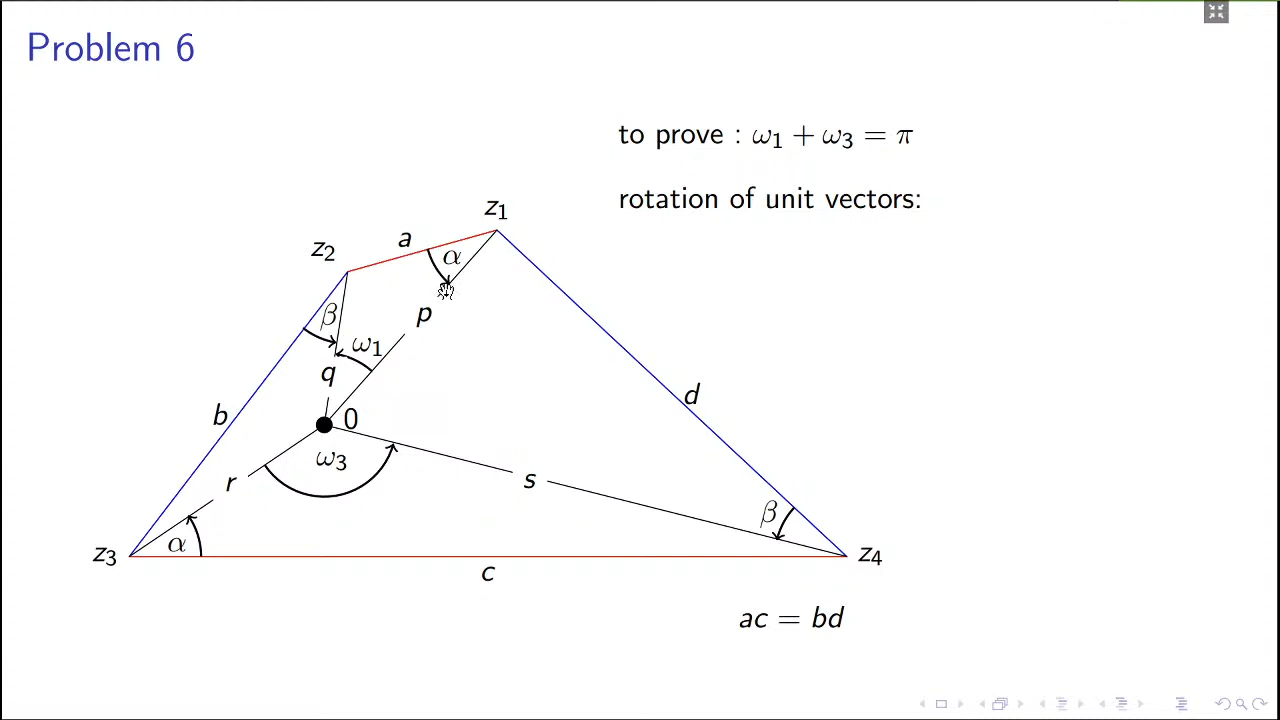 Problem 6
to prove : ω₁ + ω₃ = π
rotation of unit vectors:
z₁
z₂
a
α
β
p
ω₁
q
d
b
0
ω₃
r
s
β
α
z₃
z₄
c
ac = bd